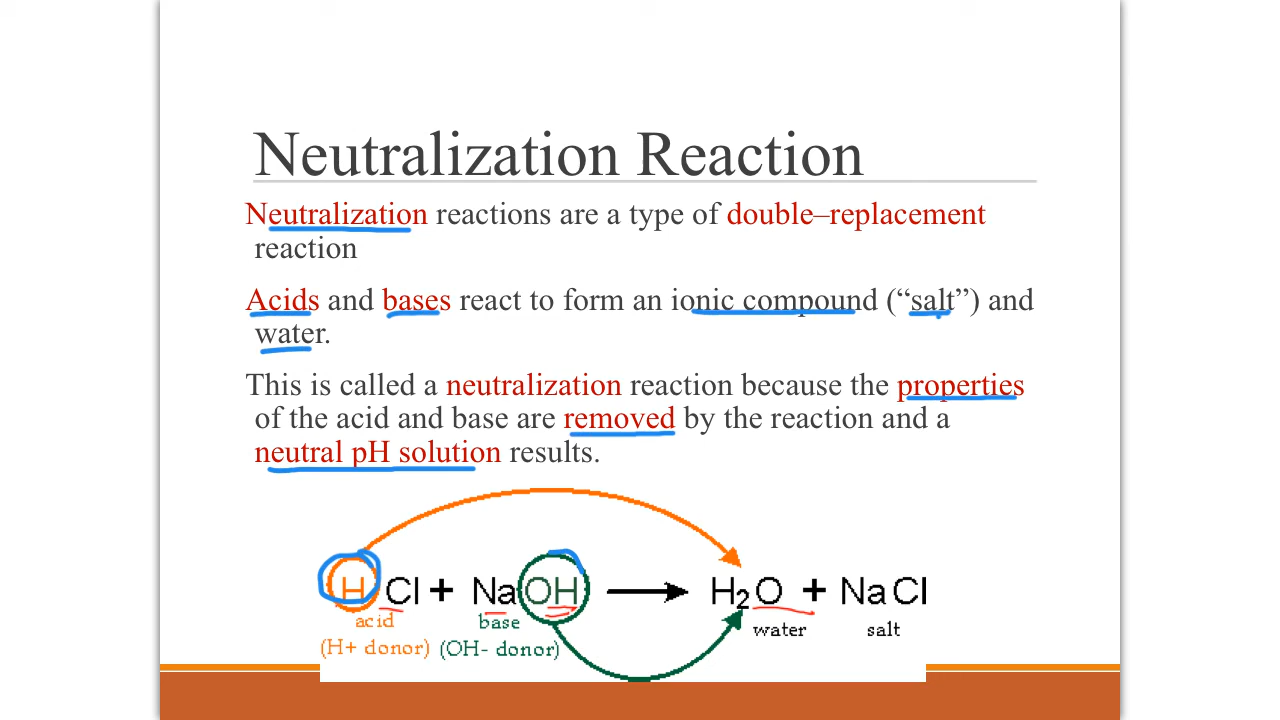 Neutralization Reaction
Neutralization reactions are a type of double–replacement
reaction
Acids and bases react to form an ionic compound (“salt”) and
water.
This is called a neutralization reaction because the properties
of the acid and base are removed by the reaction and a
neutral pH solution results.
H Cl + NaOH → H₂O + NaCl
acid base water salt
(H+ donor) (OH- donor)